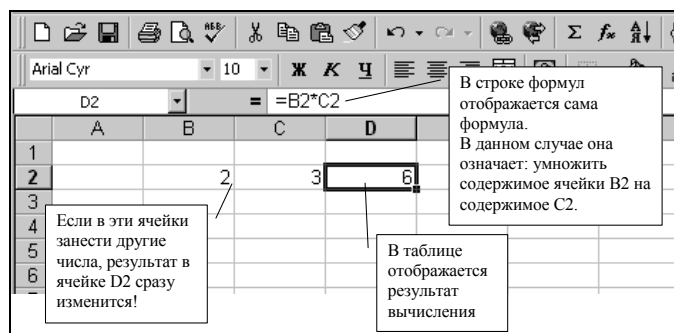 Arial Cyr 10 Ж К Ч
D2 = =B2*C2
A B C D
1
2 2 3 6
3
4
5
6
В строке формул
отображается сама
формула.
В данном случае она
означает: умножить
содержимое ячейки B2 на
содержимое C2.
Если в эти ячейки
занести другие
числа, результат в
ячейке D2 сразу
изменится!
В таблице
отображается
результат
вычисления